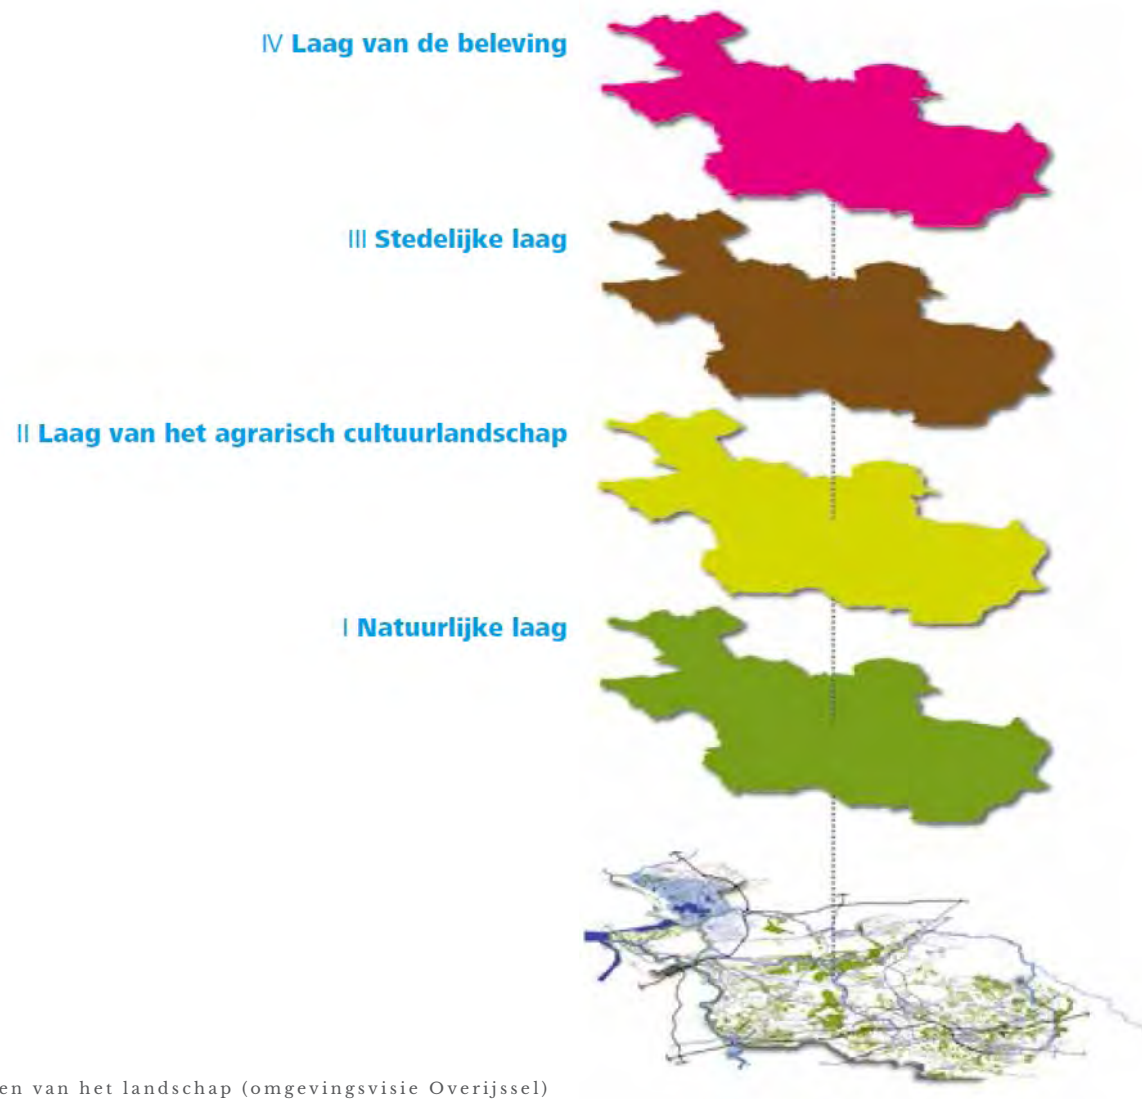 IV Laag van de beleving
III Stedelijke laag
II Laag van het agrarisch cultuurlandschap
I Natuurlijke laag
van het landschap (omgevingsvisie Overijssel)